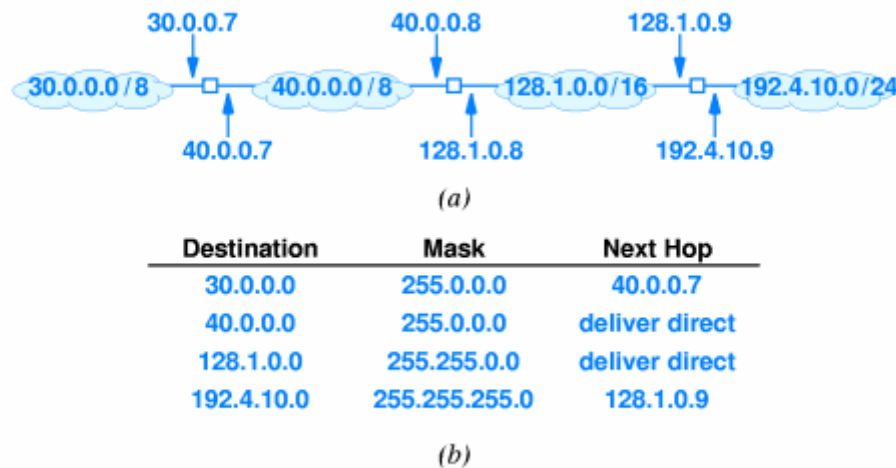 30.0.0.7 40.0.0.8 128.1.0.9
30.0.0.0 / 8 40.0.0.0 / 8 128.1.0.0/16 192.4.10.0/24
40.0.0.7 128.1.0.8 192.4.10.9
(a)
Destination Mask Next Hop
30.0.0.0 255.0.0.0 40.0.0.7
40.0.0.0 255.0.0.0 deliver direct
128.1.0.0 255.255.0.0 deliver direct
192.4.10.0 255.255.255.0 128.1.0.9
(b)